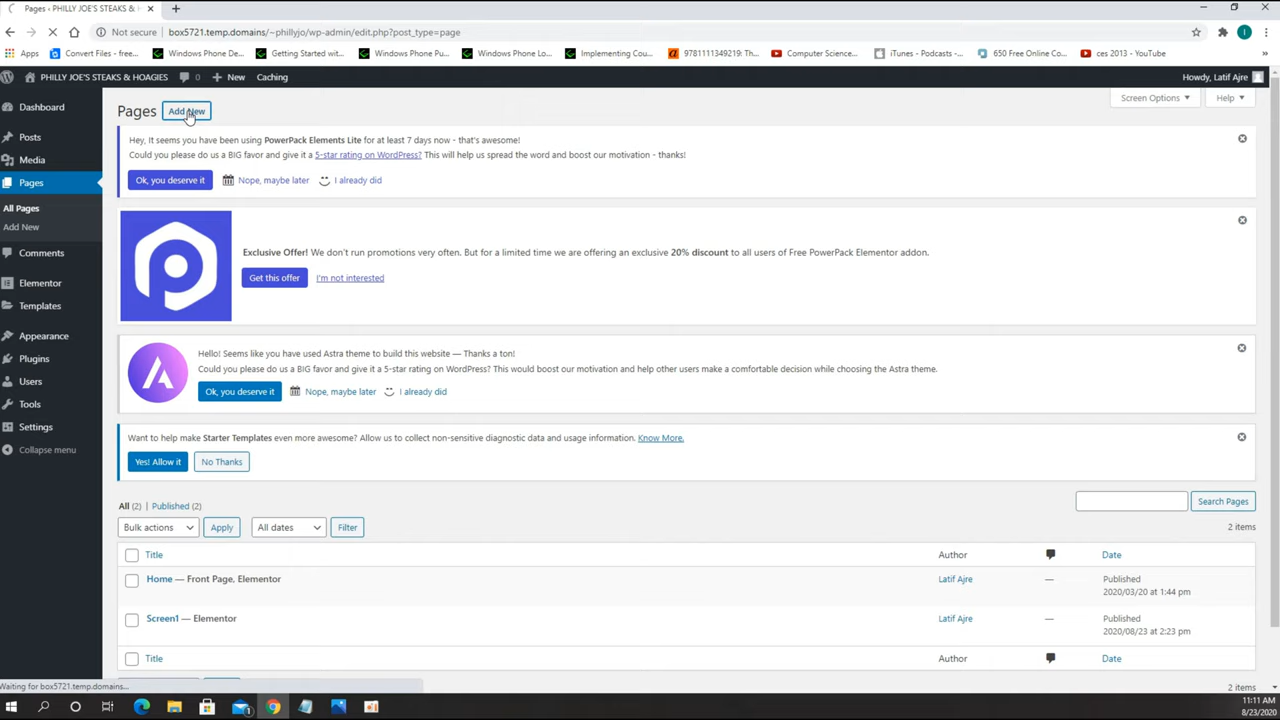 Pages ‹ PHILLY JOE'S STEAKS & HO
Not secure box5721.temp.domains/~phillyjo/wp-admin/edit.php?post_type=page
Apps Convert Files - free... Windows Phone De... Getting Started wit... Windows Phone Pu... Windows Phone Lo... Implementing Cou... 9781111349219: Th... Computer Science... iTunes - Podcasts -... 650 Free Online Co... ces 2013 - YouTube
PHILLY JOE'S STEAKS & HOAGIES 0 New Caching Howdy, Latif Ajre
Screen Options Help
Dashboard
Posts
Media
Pages
All Pages
Add New
Comments
Elementor
Templates
Appearance
Plugins
Users
Tools
Settings
Collapse menu
Pages Add New
Hey, It seems you have been using PowerPack Elements Lite for at least 7 days now - that's awesome!
Could you please do us a BIG favor and give it a 5-star rating on WordPress? This will help us spread the word and boost our motivation - thanks!
Ok, you deserve it Nope, maybe later I already did
Exclusive Offer! We don't run promotions very often. But for a limited time we are offering an exclusive 20% discount to all users of Free PowerPack Elementor addon.
Get this offer I'm not interested
Hello! Seems like you have used Astra theme to build this website — Thanks a ton!
Could you please do us a BIG favor and give it a 5-star rating on WordPress? This would boost our motivation and help other users make a comfortable decision while choosing the Astra theme.
Ok, you deserve it Nope, maybe later I already did
Want to help make Starter Templates even more awesome? Allow us to collect non-sensitive diagnostic data and usage information. Know More.
Yes! Allow it No Thanks
All (2) | Published (2)
Search Pages
Bulk actions Apply All dates Filter
2 items
Title Author Date
Home — Front Page, Elementor Latif Ajre — Published
2020/03/20 at 1:44 pm
Screen1 — Elementor Latif Ajre — Published
2020/08/23 at 2:23 pm
Title Author Date
2 items
Waiting for box5721.temp.domains...
11:11 AM
8/23/2020